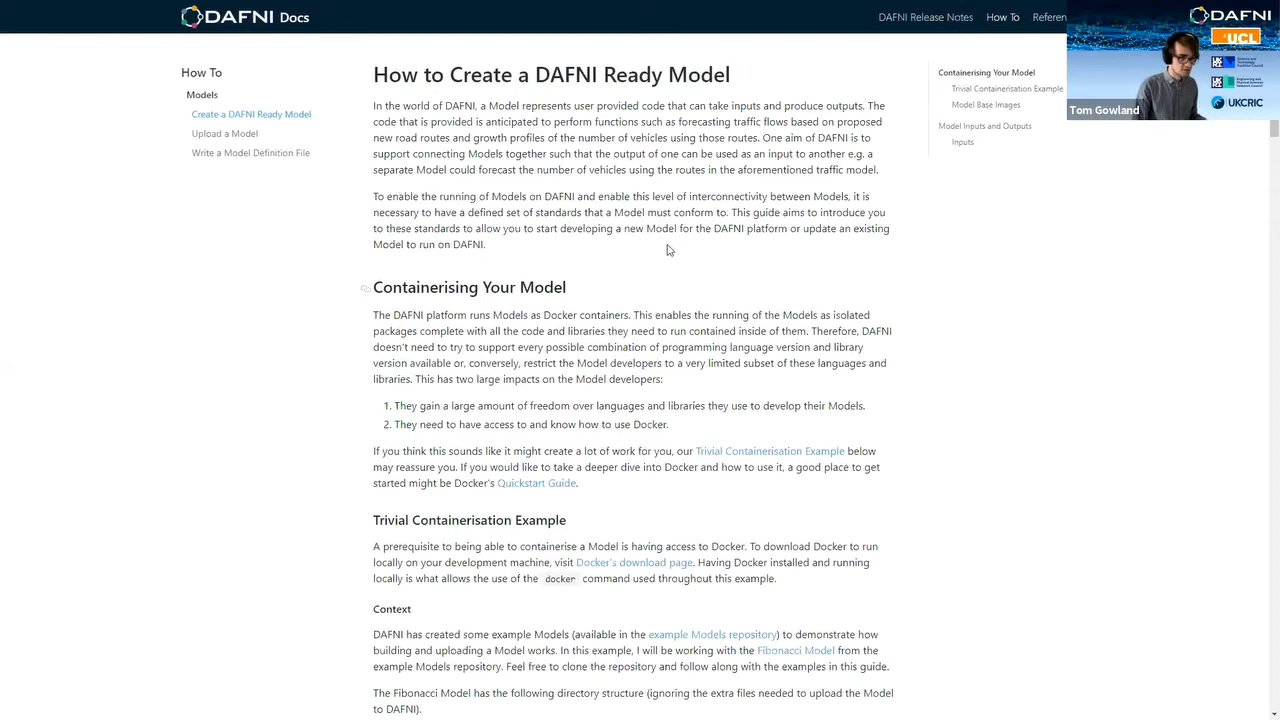 DAFNI Docs
DAFNI Release Notes How To Referen
DAFNI
UCL
UKCRIC
Tom Gowland
How To
Models
Create a DAFNI Ready Model
Upload a Model
Write a Model Definition File
How to Create a DAFNI Ready Model
In the world of DAFNI, a Model represents user provided code that can take inputs and produce outputs. The
code that is provided is anticipated to perform functions such as forecasting traffic flows based on proposed
new road routes and growth profiles of the number of vehicles using those routes. One aim of DAFNI is to
support connecting Models together such that the output of one can be used as an input to another e.g. a
separate Model could forecast the number of vehicles using the routes in the aforementioned traffic model.
To enable the running of Models on DAFNI and enable this level of interconnectivity between Models, it is
necessary to have a defined set of standards that a Model must conform to. This guide aims to introduce you
to these standards to allow you to start developing a new Model for the DAFNI platform or update an existing
Model to run on DAFNI.
Containerising Your Model
The DAFNI platform runs Models as Docker containers. This enables the running of the Models as isolated
packages complete with all the code and libraries they need to run contained inside of them. Therefore, DAFNI
doesn't need to try to support every possible combination of programming language version and library
version available or, conversely, restrict the Model developers to a very limited subset of these languages and
libraries. This has two large impacts on the Model developers:
1. They gain a large amount of freedom over languages and libraries they use to develop their Models.
2. They need to have access to and know how to use Docker.
If you think this sounds like it might create a lot of work for you, our Trivial Containerisation Example below
may reassure you. If you would like to take a deeper dive into Docker and how to use it, a good place to get
started might be Docker's Quickstart Guide.
Trivial Containerisation Example
A prerequisite to being able to containerise a Model is having access to Docker. To download Docker to run
locally on your development machine, visit Docker's download page. Having Docker installed and running
locally is what allows the use of the docker command used throughout this example.
Context
DAFNI has created some example Models (available in the example Models repository) to demonstrate how
building and uploading a Model works. In this example, I will be working with the Fibonacci Model from the
example Models repository. Feel free to clone the repository and follow along with the examples in this guide.
The Fibonacci Model has the following directory structure (ignoring the extra files needed to upload the Model
to DAFNI).
Containerising Your Model
Trivial Containerisation Example
Model Base Images
Model Inputs and Outputs
Inputs